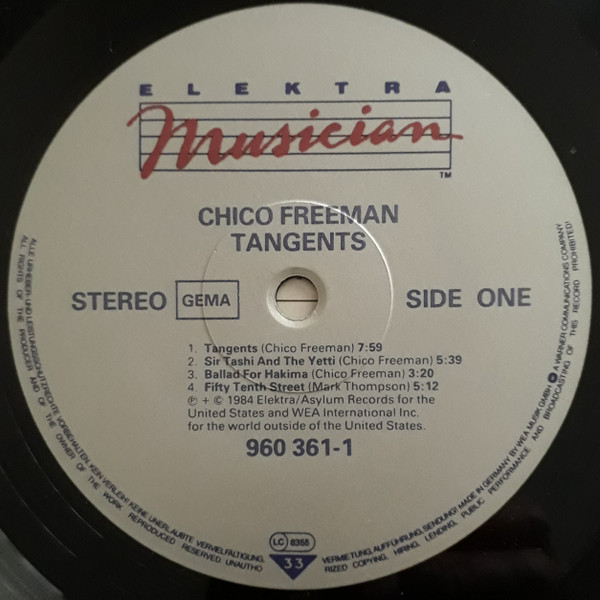 ELEKTRA
Musician
TM
CHICO FREEMAN
TANGENTS
STEREO GEMA SIDE ONE
1. Tangents (Chico Freeman) 7:59
2. Sir Tashi And The Yetti (Chico Freeman) 5:39
3. Ballad For Hakima (Chico Freeman) 3:20
4. Fifty Tenth Street (Mark Thompson) 5:12
℗ + © 1984 Elektra/Asylum Records for the
United States and WEA International Inc.
for the world outside of the United States.
960 361-1
LC 8355
33
ALLE URHEBER- UND LEISTUNGSSCHUTZRECHTE VORBEHALTEN, KEIN VERLEIH! KEINE UNERLAUBTE VERVIELFÄLTIGUNG, VERMIETUNG, AUFFÜHRUNG, SENDUNG! MADE IN GERMANY BY WEA MUSIK GMBH A WARNER COMMUNICATIONS COMPANY
ALL RIGHTS OF THE PRODUCER AND OF THE OWNER OF THE WORK REPRODUCED RESERVED UNAUTHORIZED COPYING, HIRING, LENDING, PUBLIC PERFORMANCE AND BROADCASTING OF THIS RECORD PROHIBITED!